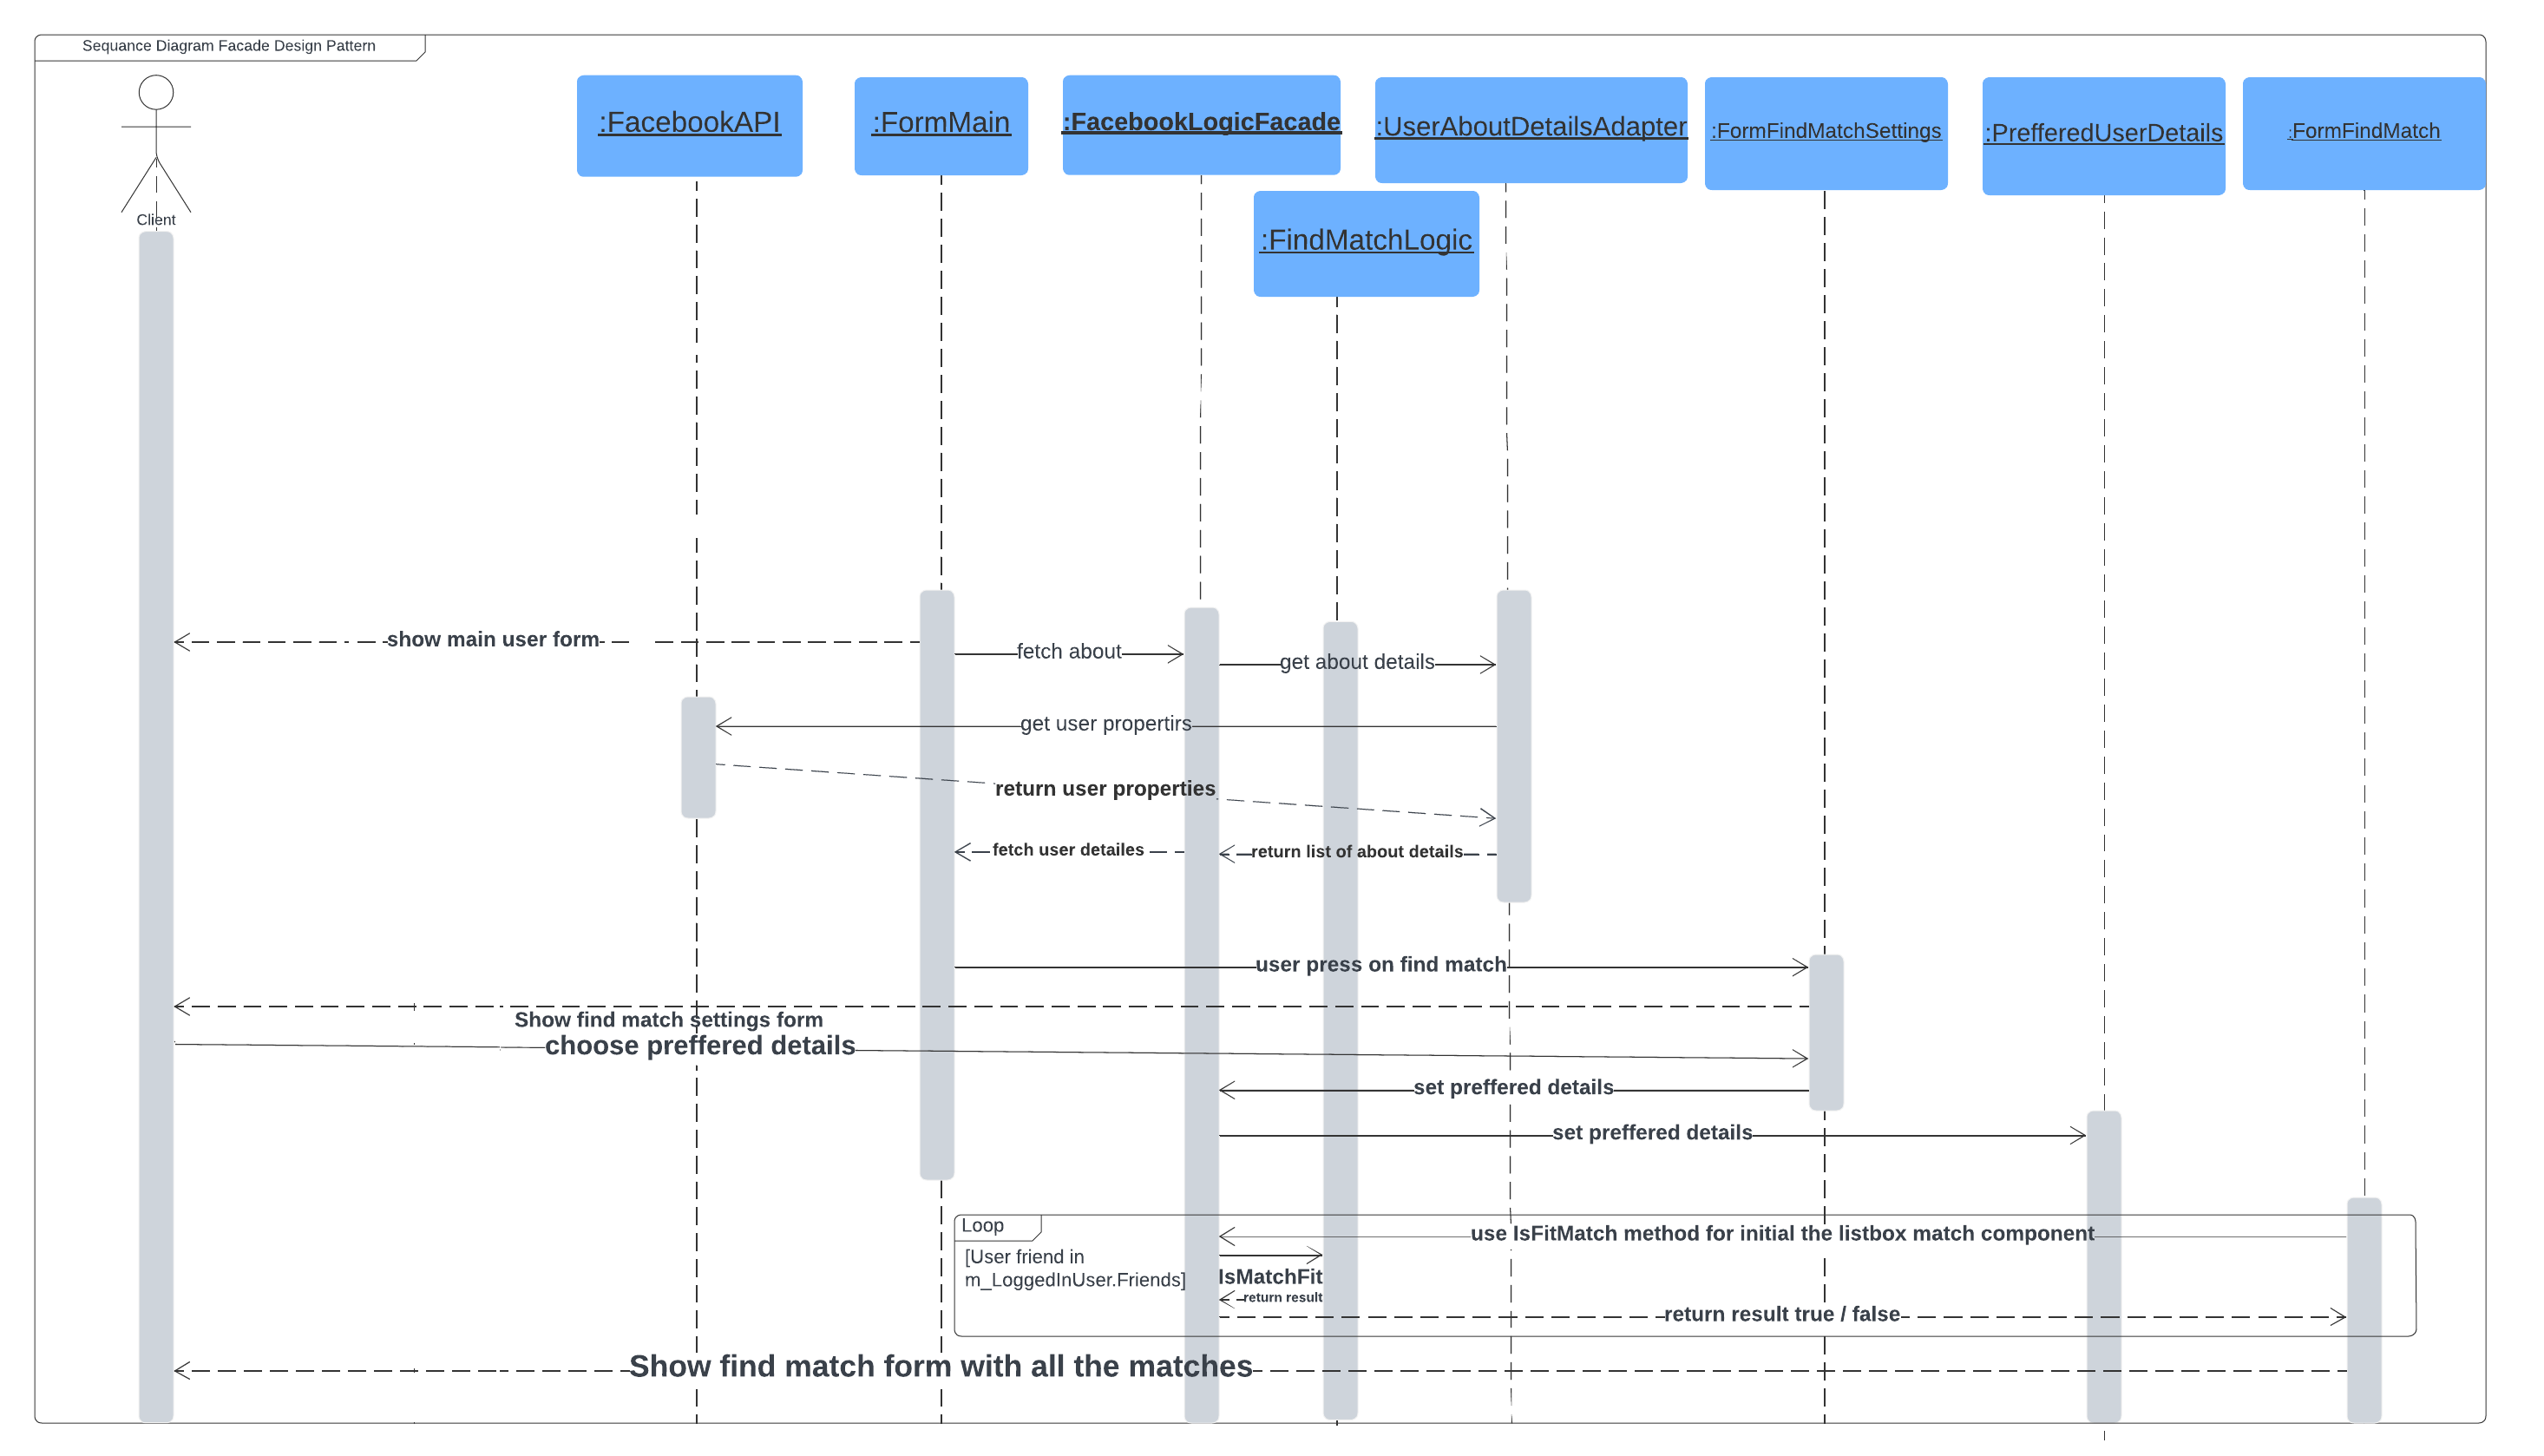 Sequance Diagram Facade Design Pattern
Client
:FacebookAPI
:FormMain
:FacebookLogicFacade
:UserAboutDetailsAdapter
:FormFindMatchSettings
:PrefferedUserDetails
:FormFindMatch
:FindMatchLogic
show main user form
fetch about
get about details
get user propertirs
return user properties
fetch user detailes
return list of about details
user press on find match
Show find match settings form
choose preffered details
set preffered details
set preffered details
Loop
use IsFitMatch method for initial the listbox match component
[User friend in
m_LoggedInUser.Friends]
IsMatchFit
return result
return result true / false
Show find match form with all the matches